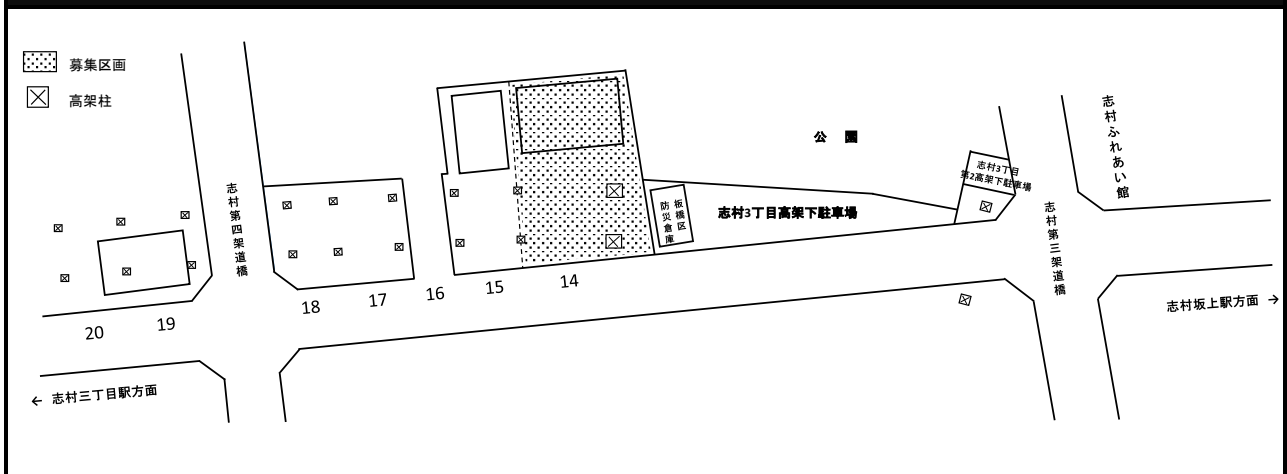 募集区画
高架柱
志村第四架道橋
公 園
志村3丁目高架下駐車場
板橋区
防災倉庫
志村3丁目
第2高架下駐車場
志村ふれあい館
志村第三架道橋
20
19
18
17
16
15
14
志村坂上駅方面 →
← 志村三丁目駅方面